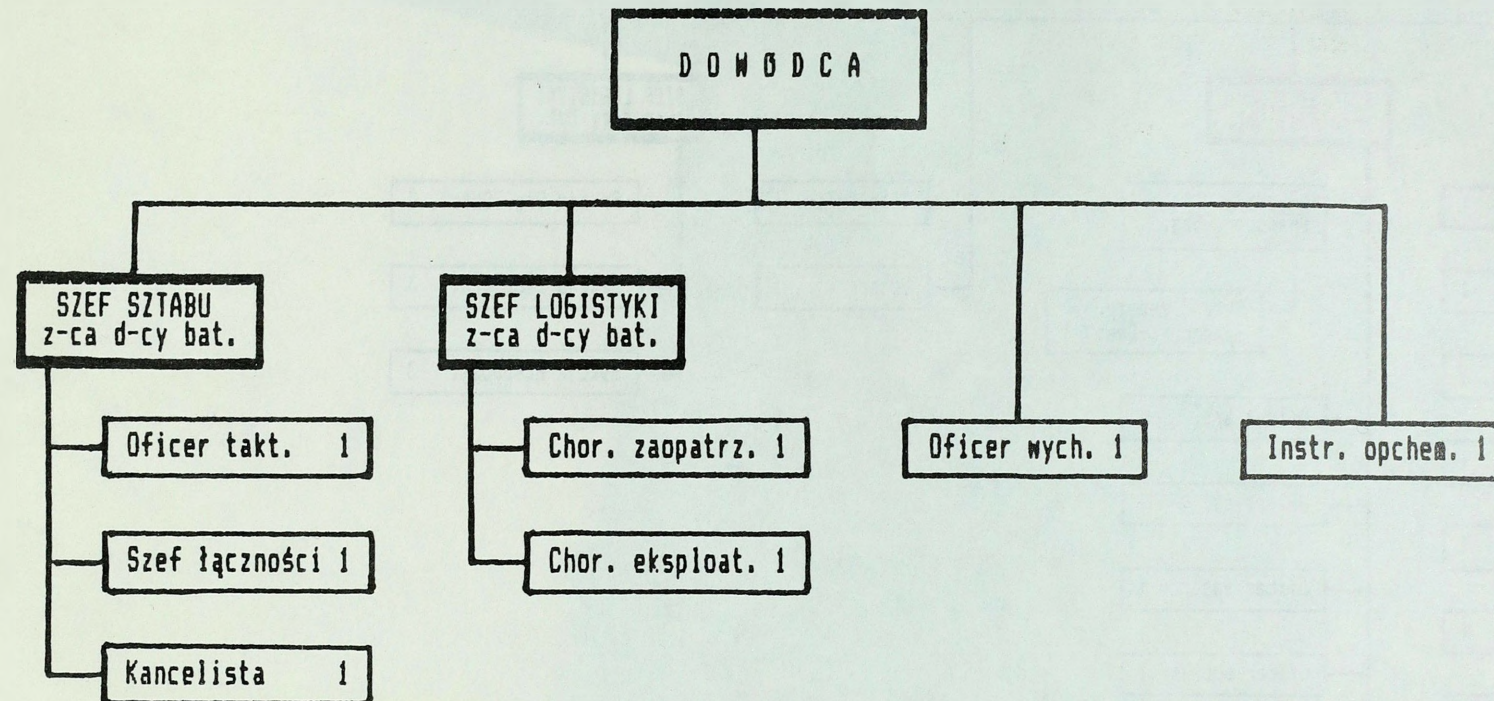 D O W Ó D C A
SZEF SZTABU
z-ca d-cy bat.
SZEF LOGISTYKI
z-ca d-cy bat.
Oficer takt. 1
Chor. zaopatrz. 1
Oficer wych. 1
Instr. opchem. 1
Szef łączności 1
Chor. eksploat. 1
Kancelista 1